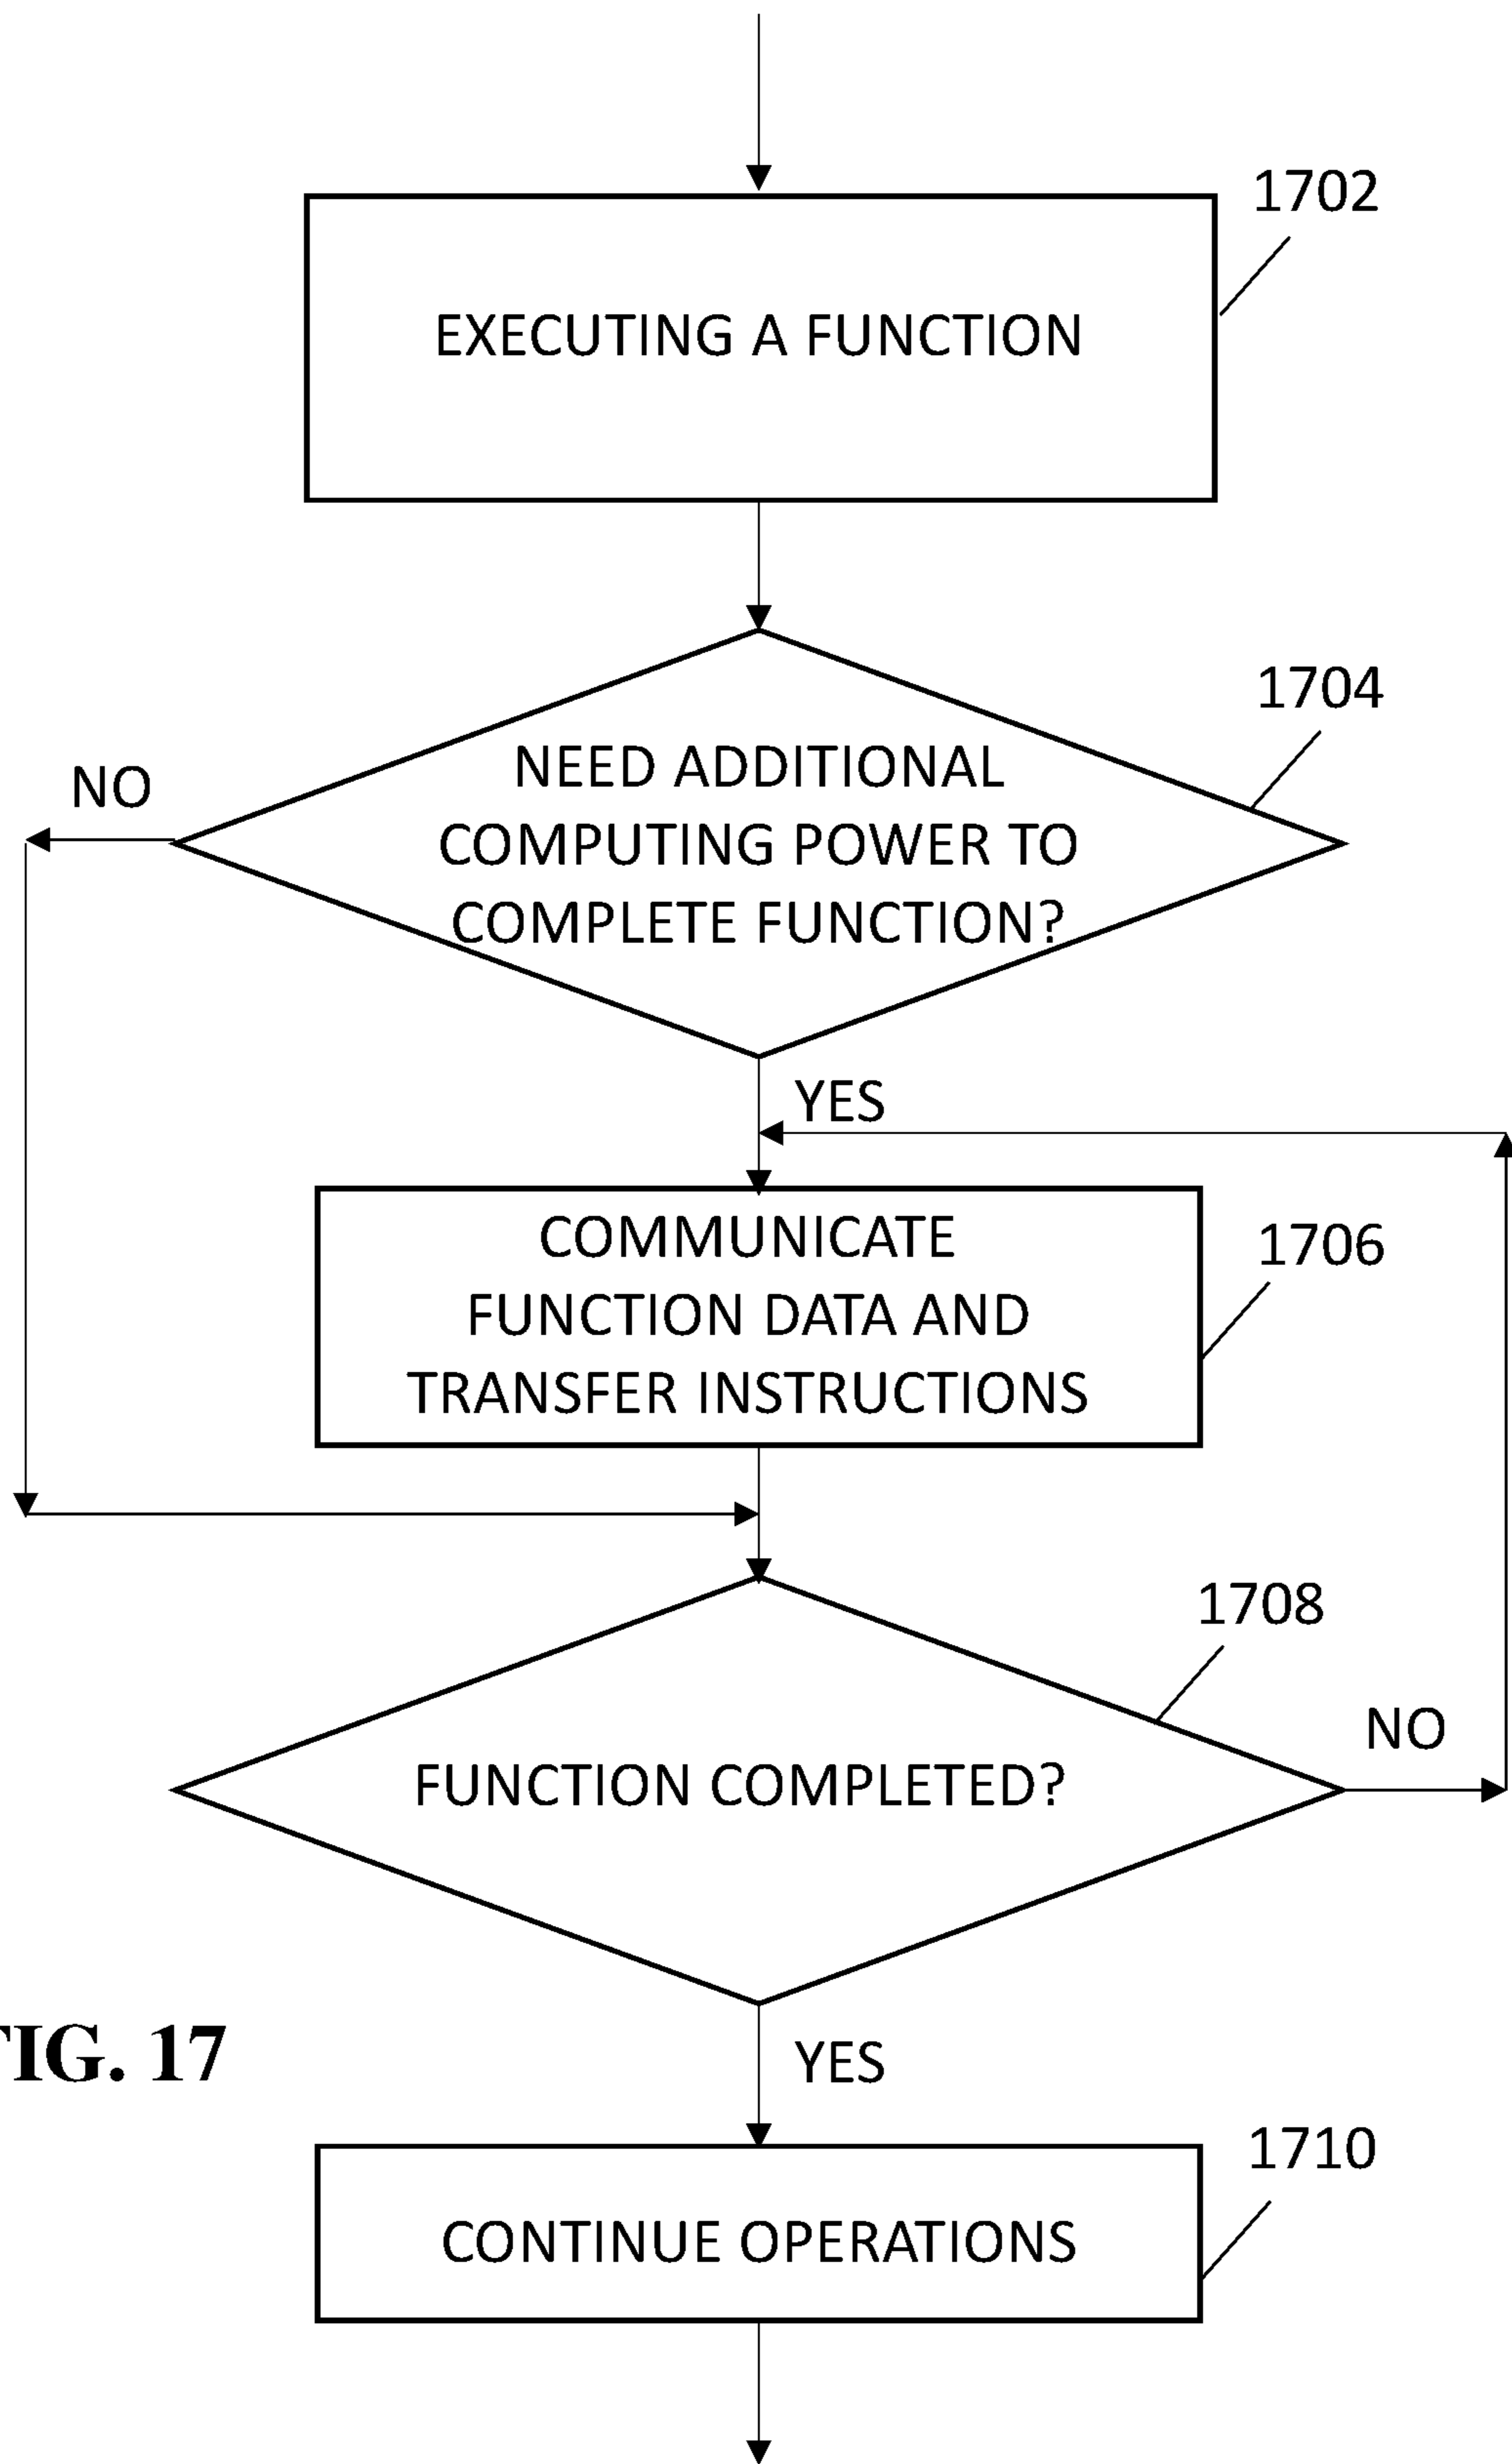 1702
EXECUTING A FUNCTION
1704
NEED ADDITIONAL
COMPUTING POWER TO
COMPLETE FUNCTION?
NO
YES
COMMUNICATE
FUNCTION DATA AND
TRANSFER INSTRUCTIONS
1706
1708
FUNCTION COMPLETED?
NO
YES
FIG. 17
1710
CONTINUE OPERATIONS